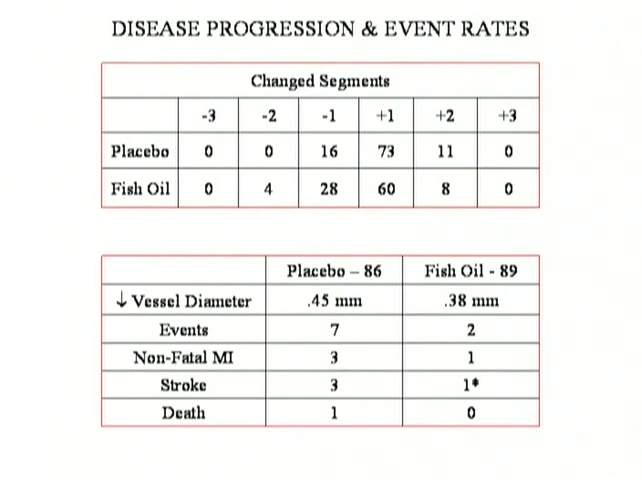 DISEASE PROGRESSION & EVENT RATES
Changed Segments
-3 -2 -1 +1 +2 +3
Placebo 0 0 16 73 11 0
Fish Oil 0 4 28 60 8 0
Placebo – 86 Fish Oil - 89
↓ Vessel Diameter .45 mm .38 mm
Events 7 2
Non-Fatal MI 3 1
Stroke 3 1*
Death 1 0